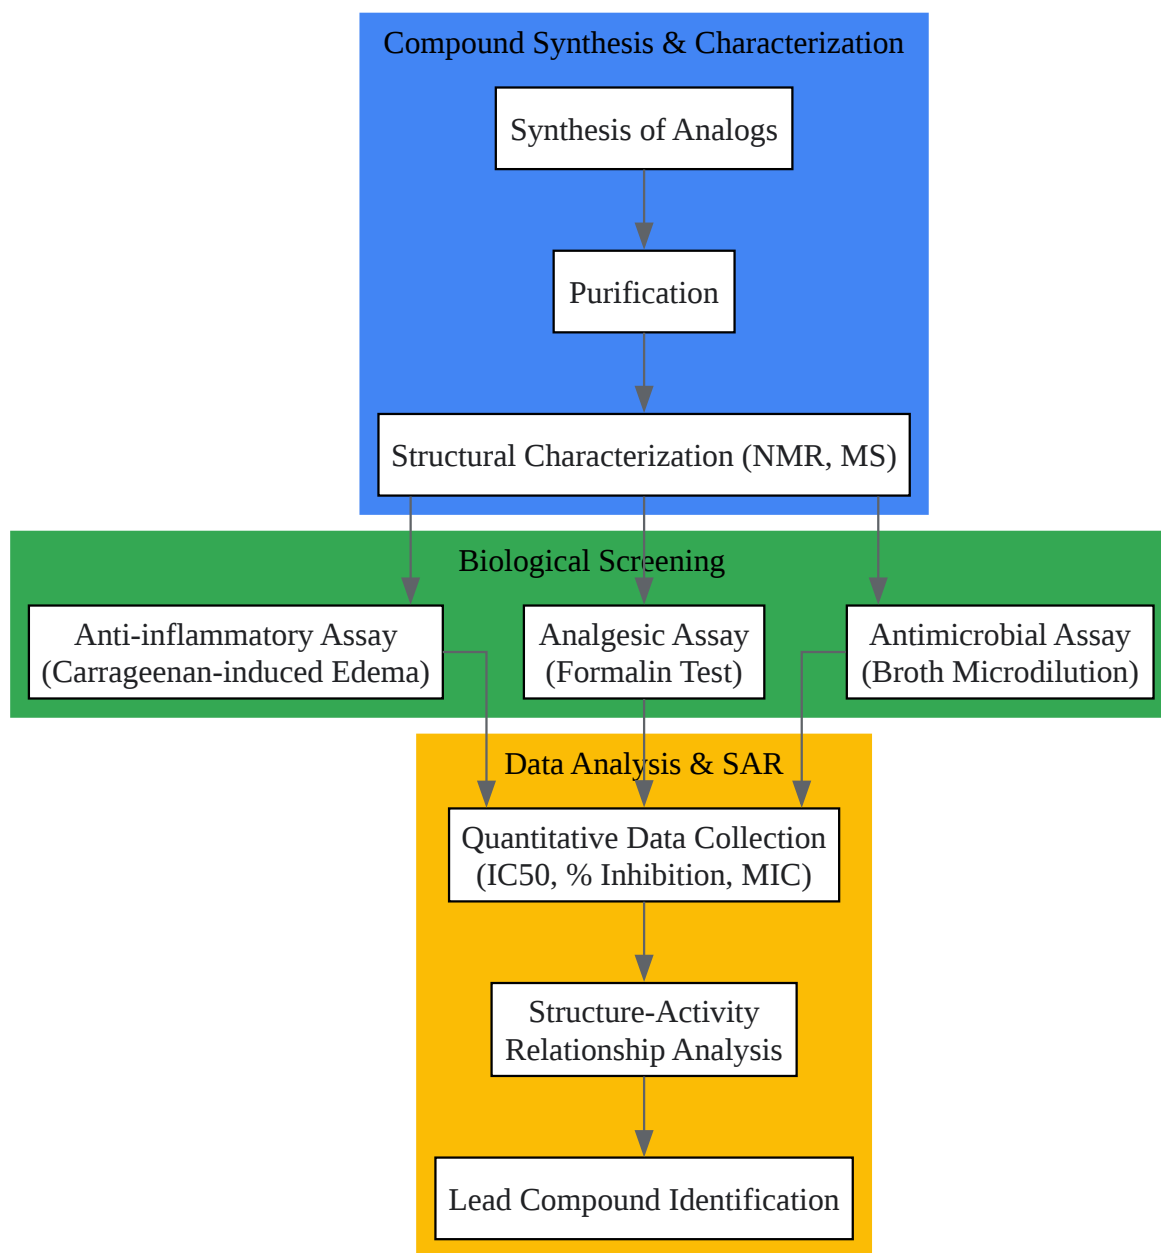 Compound Synthesis & Characterization
Synthesis of Analogs
Purification
Structural Characterization (NMR, MS)
Biological Screening
Anti-inflammatory Assay
(Carrageenan-induced Edema)
Analgesic Assay
(Formalin Test)
Antimicrobial Assay
(Broth Microdilution)
Data Analysis & SAR
Quantitative Data Collection
(IC50, % Inhibition, MIC)
Structure-Activity
Relationship Analysis
Lead Compound Identification